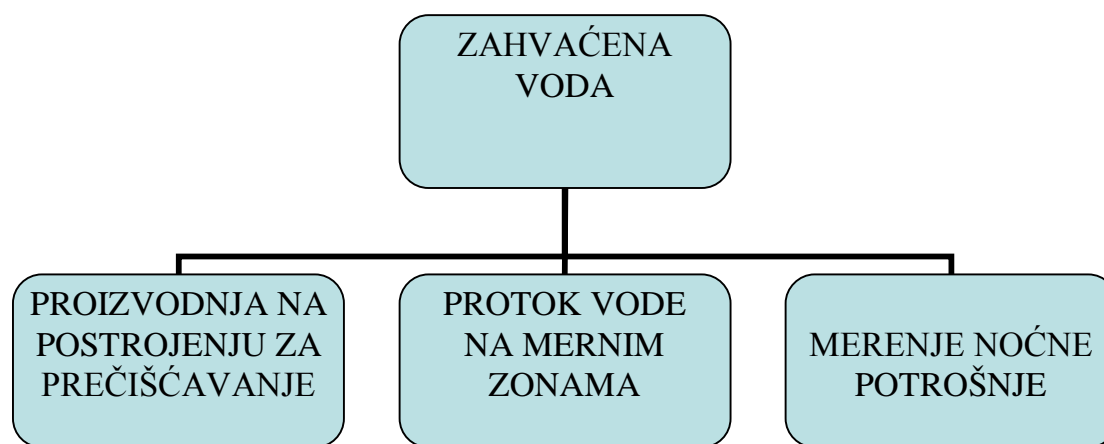 ZAHVAĆENA
VODA
PROIZVODNJA NA
POSTROJENJU ZA
PREČIŠĆAVANJE
PROTOK VODE
NA MERNIM
ZONAMA
MERENJE NOĆNE
POTROŠNJE